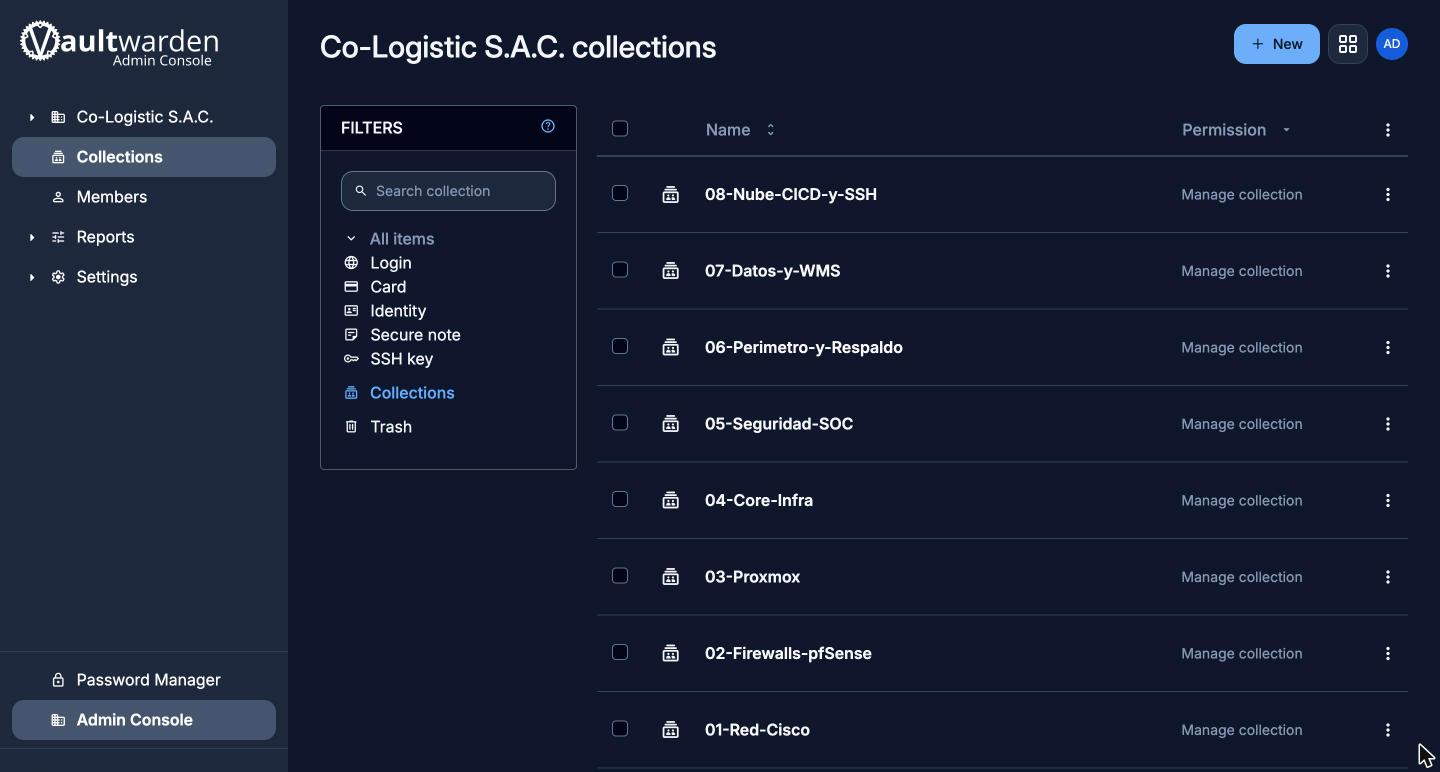 Vaultwarden
Admin Console
Co-Logistic S.A.C.
Collections
Members
Reports
Settings
Password Manager
Admin Console
Co-Logistic S.A.C. collections
New
AD
FILTERS
Search collection
All items
Login
Card
Identity
Secure note
SSH key
Collections
Trash
Name Permission
08-Nube-CICD-y-SSH Manage collection
07-Datos-y-WMS Manage collection
06-Perimetro-y-Respaldo Manage collection
05-Seguridad-SOC Manage collection
04-Core-Infra Manage collection
03-Proxmox Manage collection
02-Firewalls-pfSense Manage collection
01-Red-Cisco Manage collection